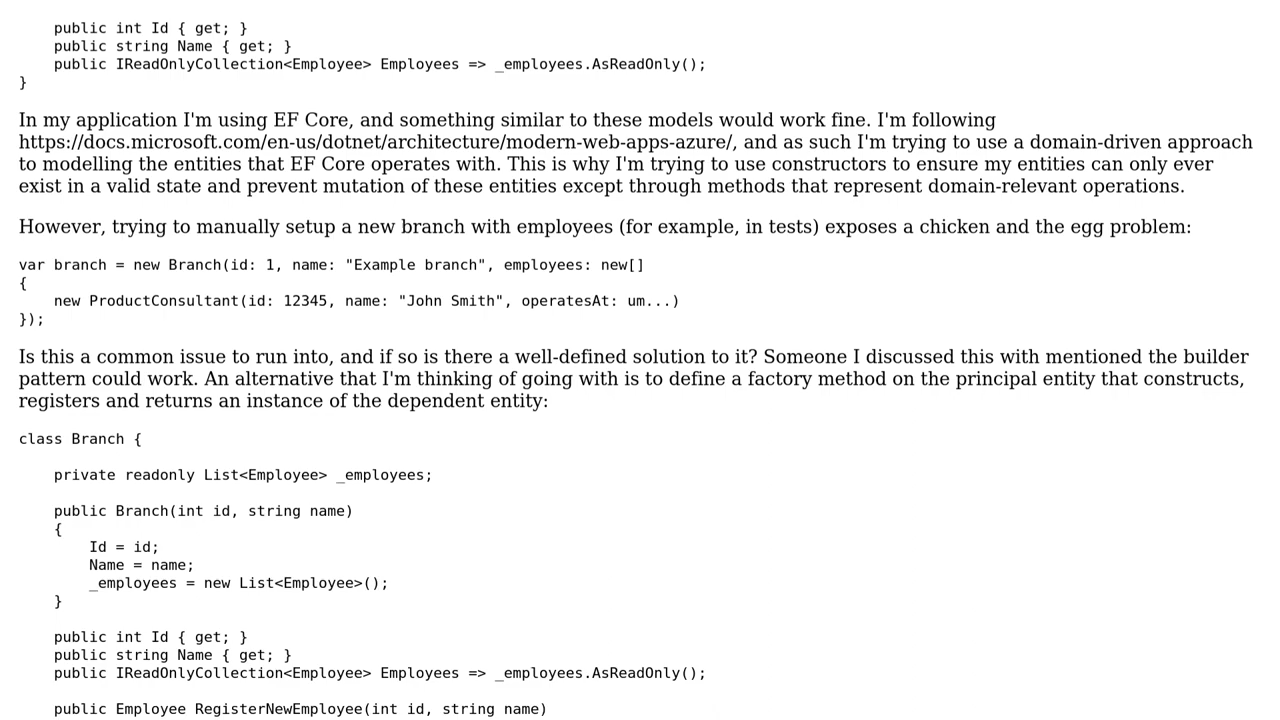 public int Id { get; }
    public string Name { get; }
    public IReadOnlyCollection<Employee> Employees => _employees.AsReadOnly();
}
In my application I'm using EF Core, and something similar to these models would work fine. I'm following
https://docs.microsoft.com/en-us/dotnet/architecture/modern-web-apps-azure/, and as such I'm trying to use a domain-driven approach
to modelling the entities that EF Core operates with. This is why I'm trying to use constructors to ensure my entities can only ever
exist in a valid state and prevent mutation of these entities except through methods that represent domain-relevant operations.
However, trying to manually setup a new branch with employees (for example, in tests) exposes a chicken and the egg problem:
var branch = new Branch(id: 1, name: "Example branch", employees: new[]
{
    new ProductConsultant(id: 12345, name: "John Smith", operatesAt: um...)
});
Is this a common issue to run into, and if so is there a well-defined solution to it? Someone I discussed this with mentioned the builder
pattern could work. An alternative that I'm thinking of going with is to define a factory method on the principal entity that constructs,
registers and returns an instance of the dependent entity:
class Branch {
    private readonly List<Employee> _employees;
    public Branch(int id, string name)
    {
        Id = id;
        Name = name;
        _employees = new List<Employee>();
    }
    public int Id { get; }
    public string Name { get; }
    public IReadOnlyCollection<Employee> Employees => _employees.AsReadOnly();
    public Employee RegisterNewEmployee(int id, string name)